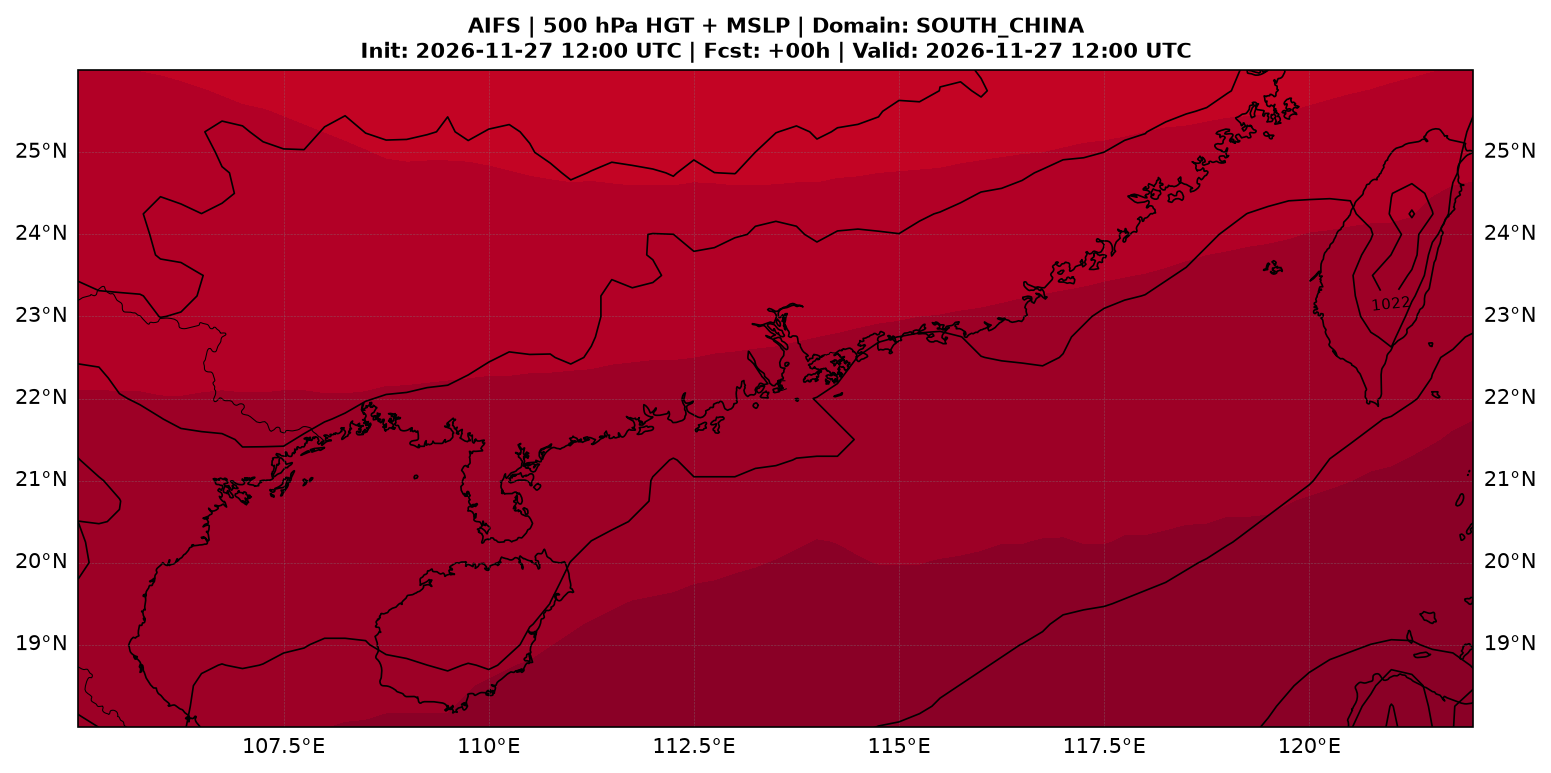 AIFS | 500 hPa HGT + MSLP | Domain: SOUTH_CHINA
Init: 2026-11-27 12:00 UTC | Fcst: +00h | Valid: 2026-11-27 12:00 UTC
25°N 25°N
24°N 24°N
1022
23°N 23°N
22°N 22°N
21°N 21°N
20°N 20°N
19°N 19°N
107.5°E 110°E 112.5°E 115°E 117.5°E 120°E